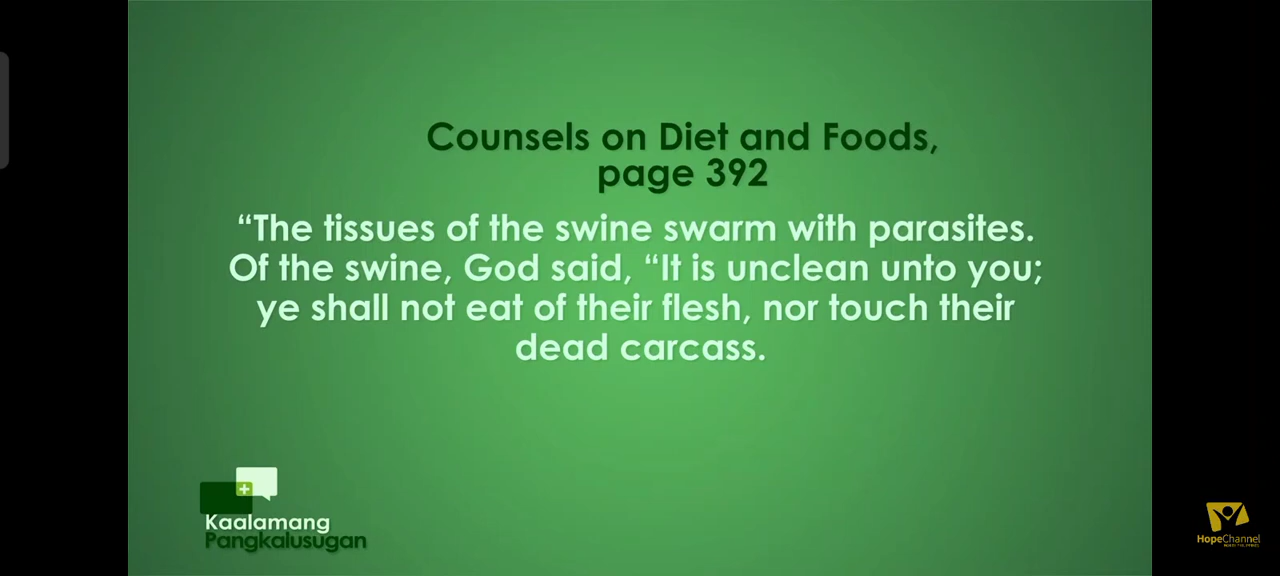 Counsels on Diet and Foods,
page 392
“The tissues of the swine swarm with parasites.
Of the swine, God said, “It is unclean unto you;
ye shall not eat of their flesh, nor touch their
dead carcass.
Kaalamang
Pangkalusugan
HopeChannel